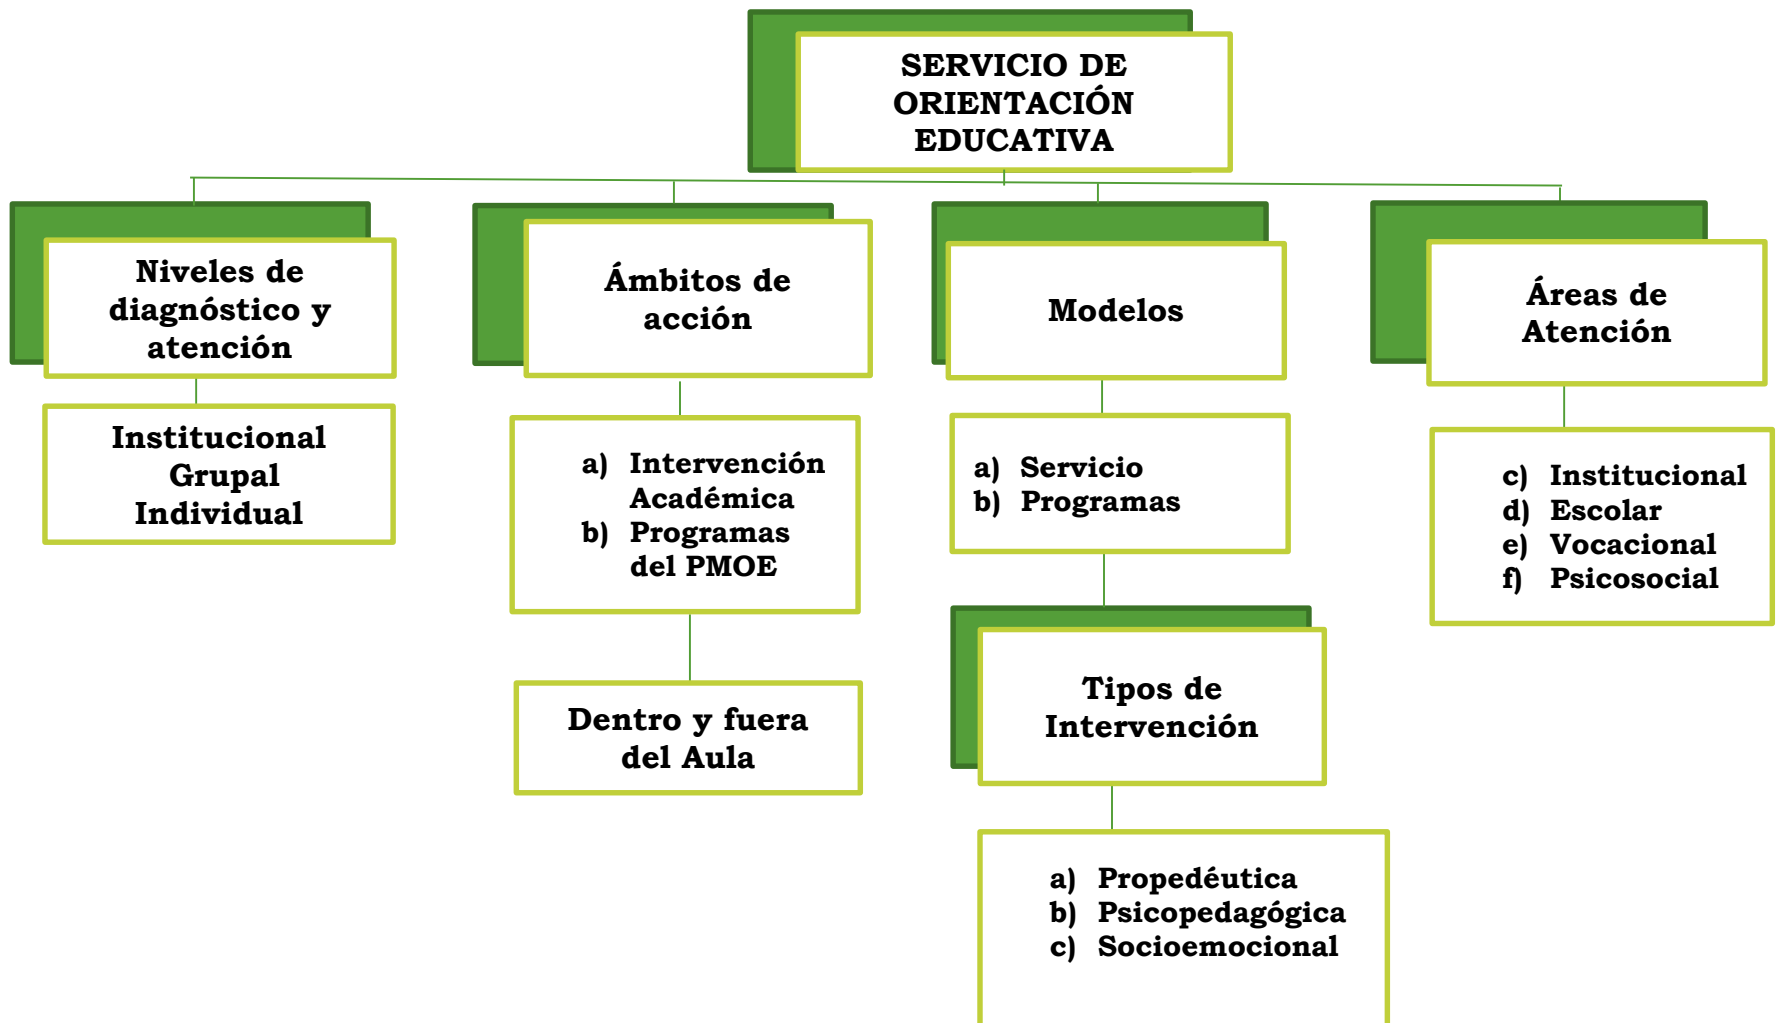 SERVICIO DE
ORIENTACIÓN
EDUCATIVA
Niveles de
diagnóstico y
atención
Institucional
Grupal
Individual
Ámbitos de
acción
a) Intervención
Académica
b) Programas
del PMOE
Dentro y fuera
del Aula
Modelos
a) Servicio
b) Programas
Tipos de
Intervención
a) Propedéutica
b) Psicopedagógica
c) Socioemocional
Áreas de
Atención
c) Institucional
d) Escolar
e) Vocacional
f) Psicosocial